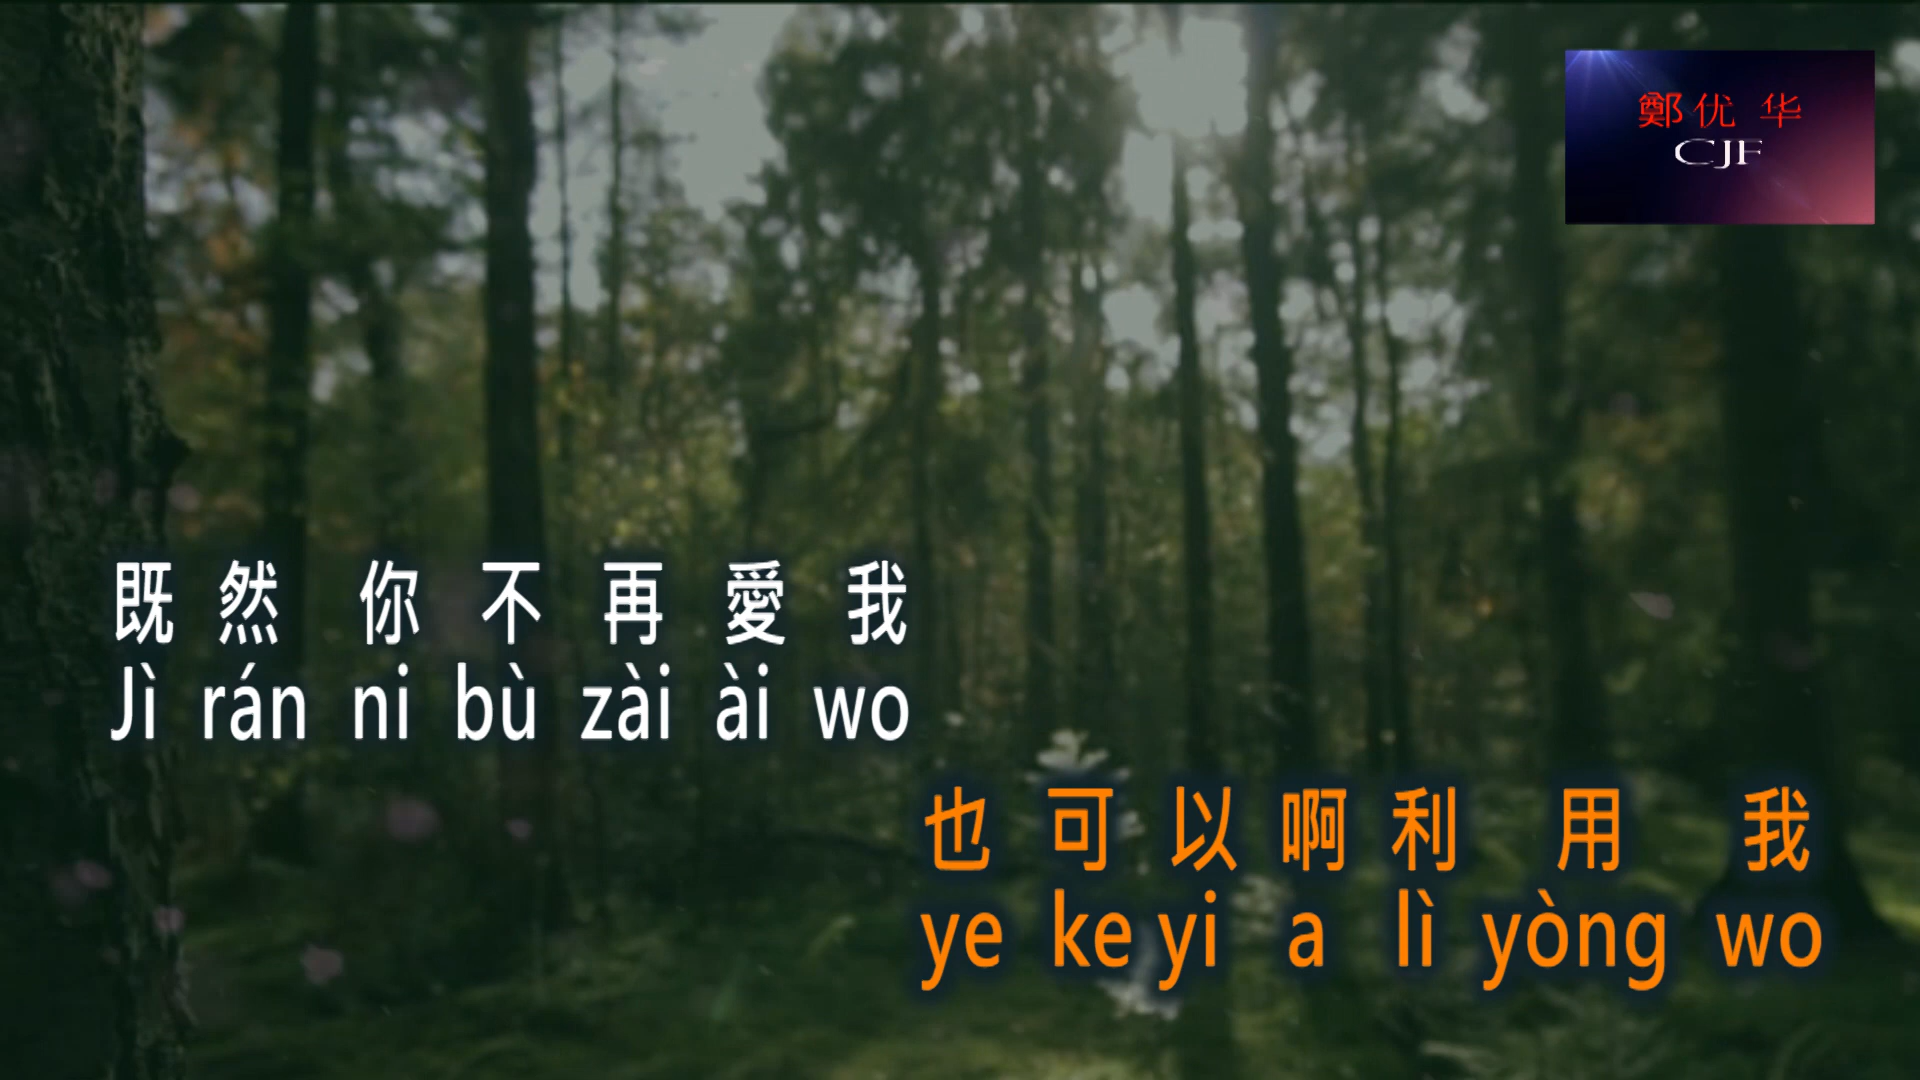 鄭优 华
CJF
既 然 你 不 再 愛 我
Jì rán ni bù zài ài wo
也 可 以 啊 利 用 我
ye ke yi a lì yòng wo